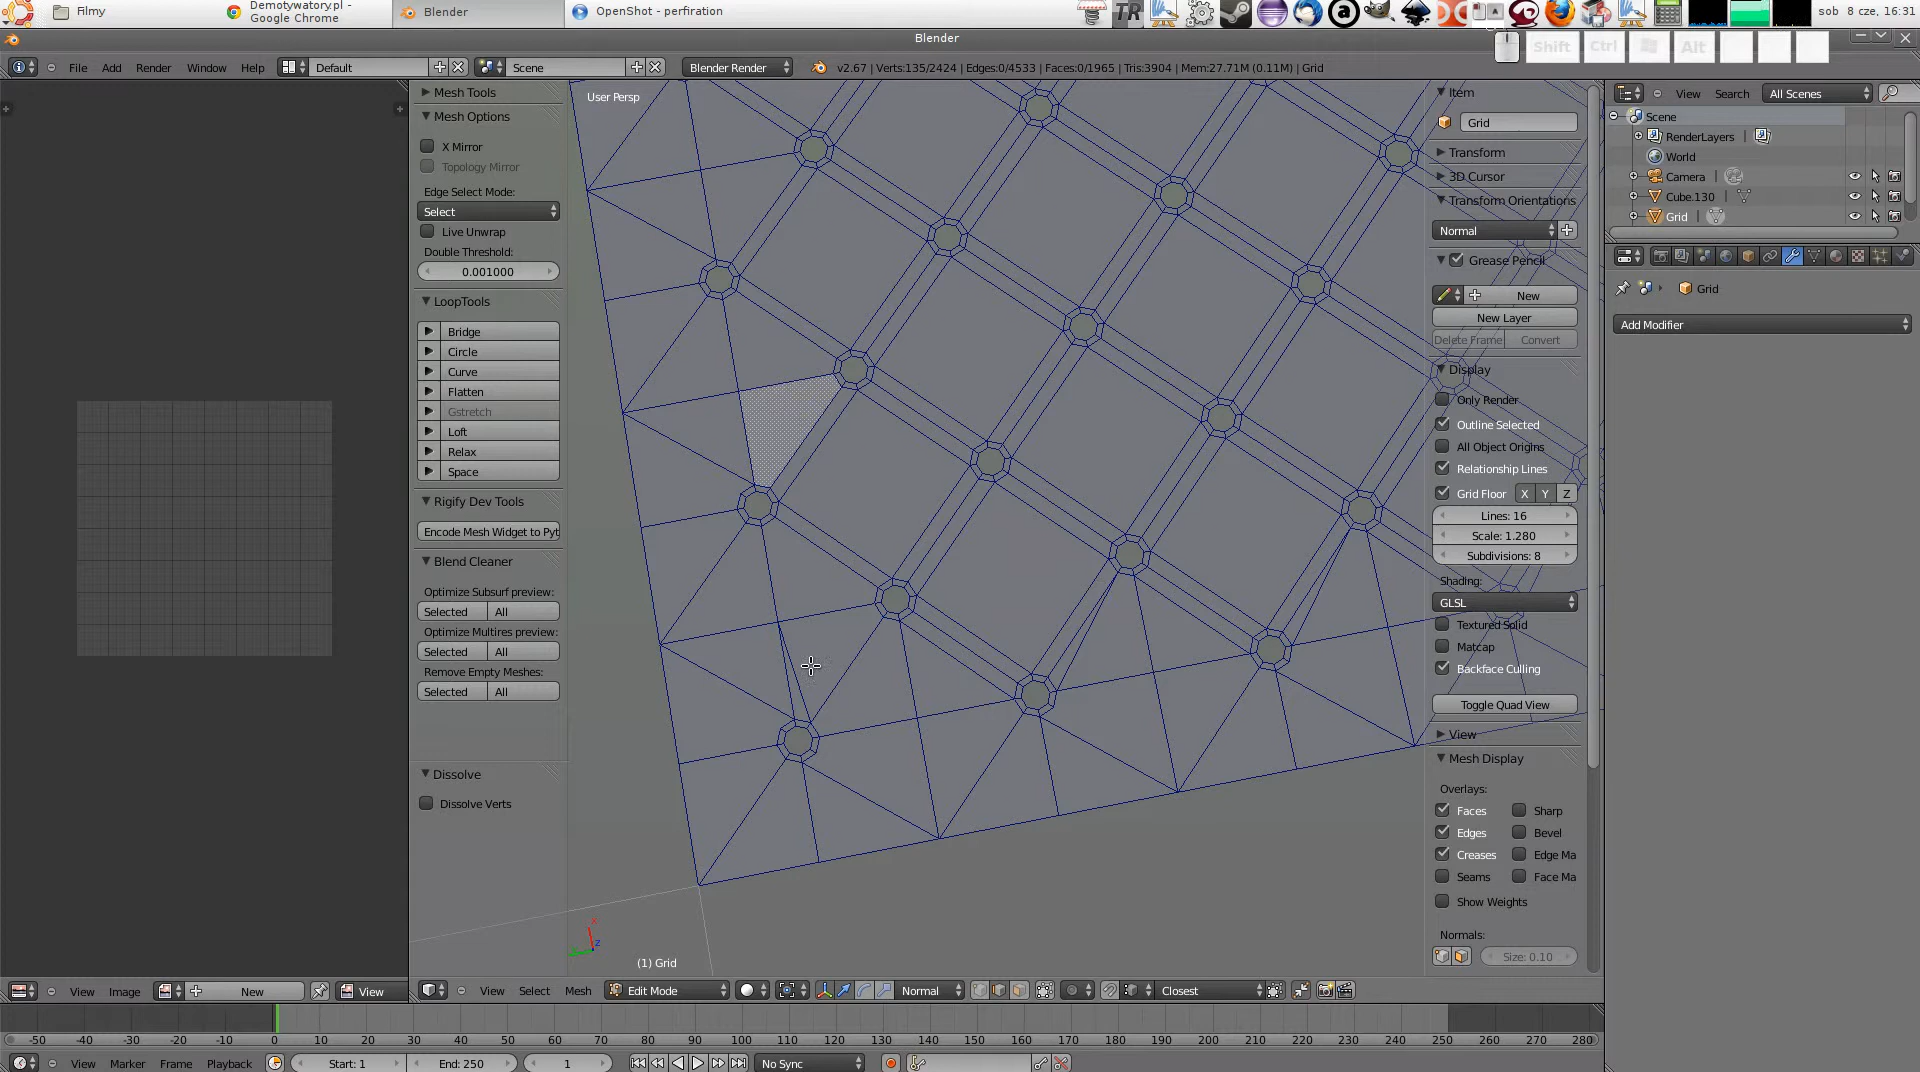 Filmy
Demotywatory.pl - Google Chrome
Blender
OpenShot - perfiration
TR
sob 8 cze, 16:31
Blender
Shift
Ctrl
Alt
File Add Render Window Help
Default
Scene
Blender Render
v2.67 | Verts:135/2424 | Edges:0/4533 | Faces:0/1965 | Tris:3904 | Mem:27.71M (0.11M) | Grid
Mesh Tools
Mesh Options
X Mirror
Topology Mirror
Edge Select Mode:
Select
Live Unwrap
Double Threshold:
0.001000
LoopTools
Bridge
Circle
Curve
Flatten
Gstretch
Loft
Relax
Space
Rigify Dev Tools
Encode Mesh Widget to Pyt
Blend Cleaner
Optimize Subsurf preview:
Selected All
Optimize Multires preview:
Selected All
Remove Empty Meshes:
Selected All
Dissolve
Dissolve Verts
User Persp
X
Z
(1) Grid
Item
Grid
Transform
3D Cursor
Transform Orientations
Normal
Grease Pencil
New
New Layer
Delete Frame Convert
Display
Only Render
Outline Selected
All Object Origins
Relationship Lines
Grid Floor X Y Z
Lines: 16
Scale: 1.280
Subdivisions: 8
Shading:
GLSL
Textured Solid
Matcap
Backface Culling
Toggle Quad View
View
Mesh Display
Overlays:
Faces Sharp
Edges Bevel
Creases Edge Ma
Seams Face Ma
Show Weights
Normals:
Size: 0.10
View Search All Scenes
Scene
RenderLayers |
World
Camera
Cube.130
Grid
Grid
Add Modifier
View Image New View
View Select Mesh Edit Mode Normal Closest
-50 -40 -30 -20 -10 0 10 20 30 40 50 60 70 80 90 100 110 120 130 140 150 160 170 180 190 200 210 220 230 240 250 260 270 280
View Marker Frame Playback Start: 1 End: 250 1 No Sync